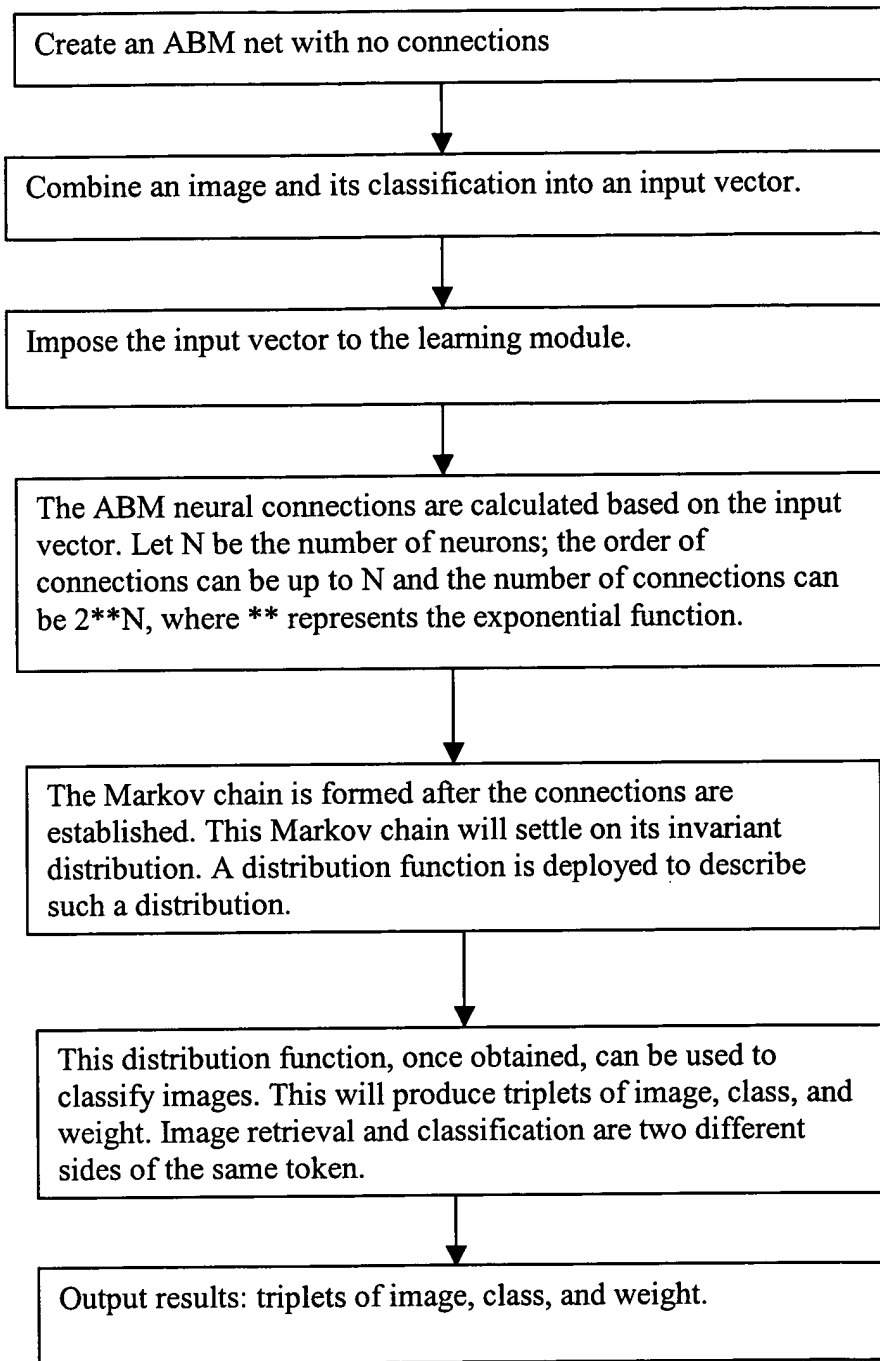 Create an ABM net with no connections
Combine an image and its classification into an input vector.
Impose the input vector to the learning module.
The ABM neural connections are calculated based on the input
vector. Let N be the number of neurons; the order of
connections can be up to N and the number of connections can
be 2**N, where ** represents the exponential function.
The Markov chain is formed after the connections are
established. This Markov chain will settle on its invariant
distribution. A distribution function is deployed to describe
such a distribution.
This distribution function, once obtained, can be used to
classify images. This will produce triplets of image, class, and
weight. Image retrieval and classification are two different
sides of the same token.
Output results: triplets of image, class, and weight.